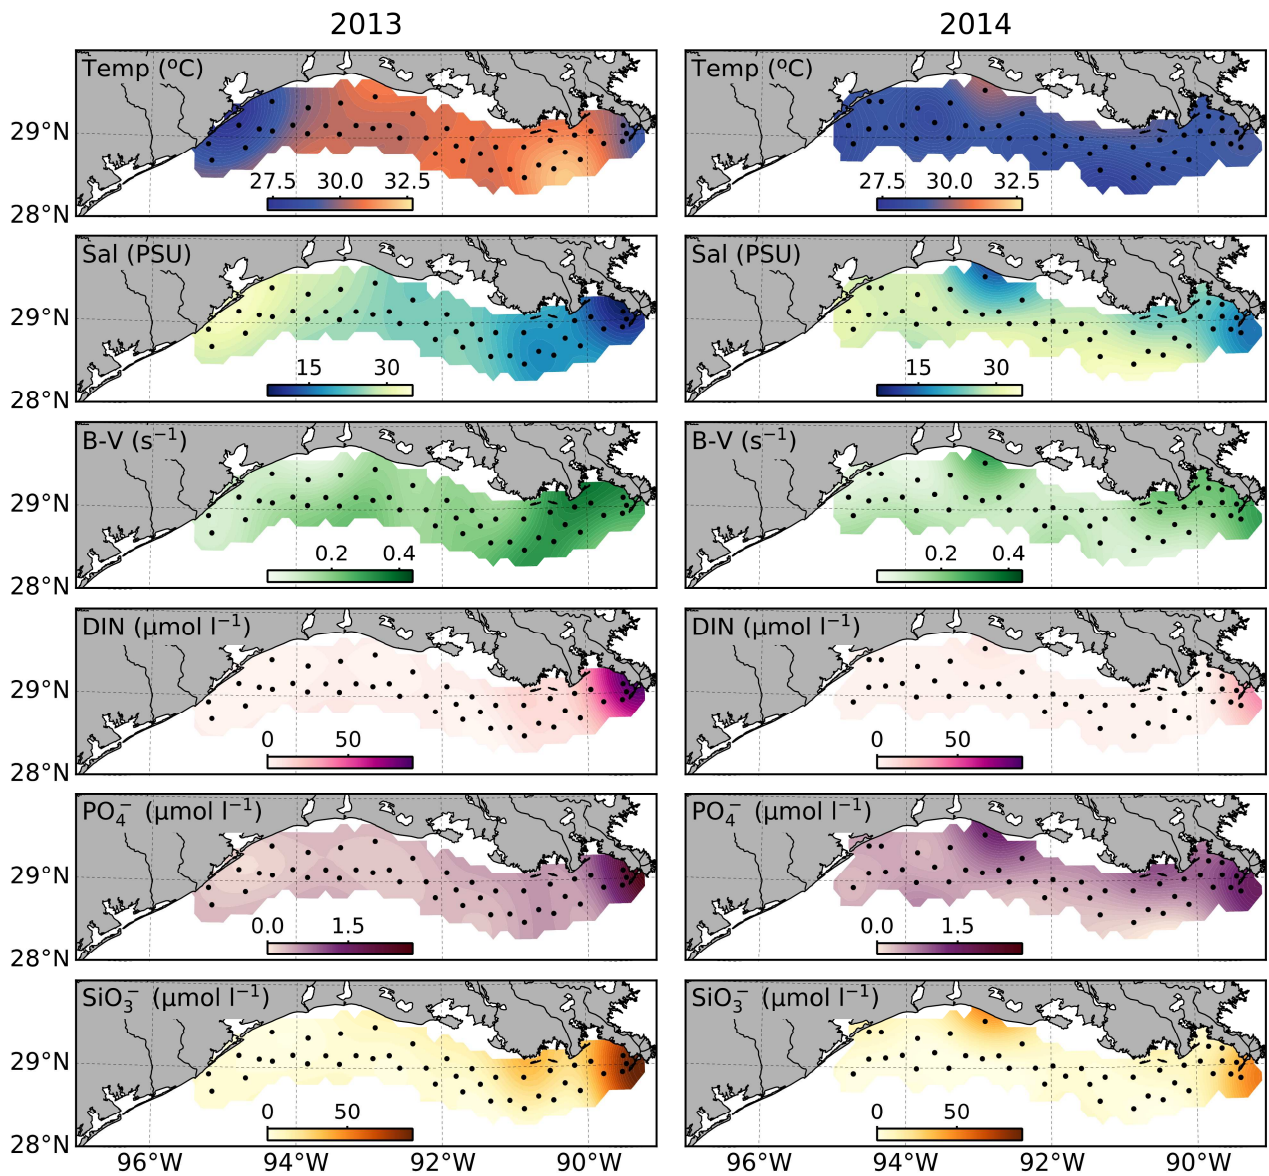 2013 2014
Temp (ºC) Temp (ºC)
29°N
27.5 30.0 32.5 27.5 30.0 32.5
28°N
Sal (PSU) Sal (PSU)
29°N
15 30 15 30
28°N
B-V (s⁻¹) B-V (s⁻¹)
29°N
0.2 0.4 0.2 0.4
28°N
DIN (μmol l⁻¹) DIN (μmol l⁻¹)
29°N
0 50 0 50
28°N
PO₄⁻ (μmol l⁻¹) PO₄⁻ (μmol l⁻¹)
29°N
0.0 1.5 0.0 1.5
28°N
SiO₃⁻ (μmol l⁻¹) SiO₃⁻ (μmol l⁻¹)
29°N
0 50 0 50
28°N
96°W 94°W 92°W 90°W 96°W 94°W 92°W 90°W